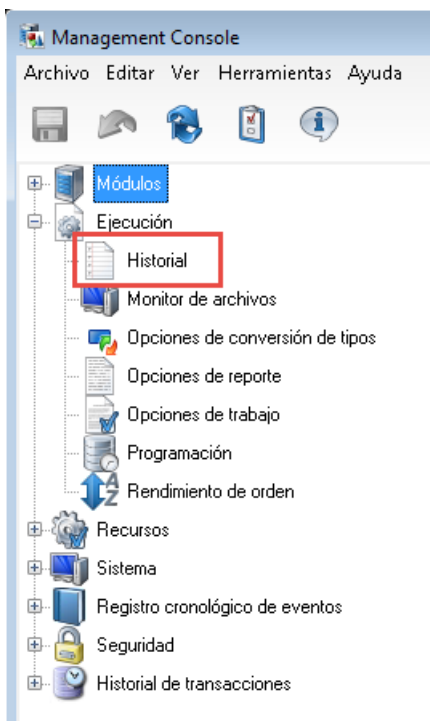 Management Console
Archivo Editar Ver Herramientas Ayuda
Módulos
Ejecución
Historial
Monitor de archivos
Opciones de conversión de tipos
Opciones de reporte
Opciones de trabajo
Programación
Rendimiento de orden
Recursos
Sistema
Registro cronológico de eventos
Seguridad
Historial de transacciones